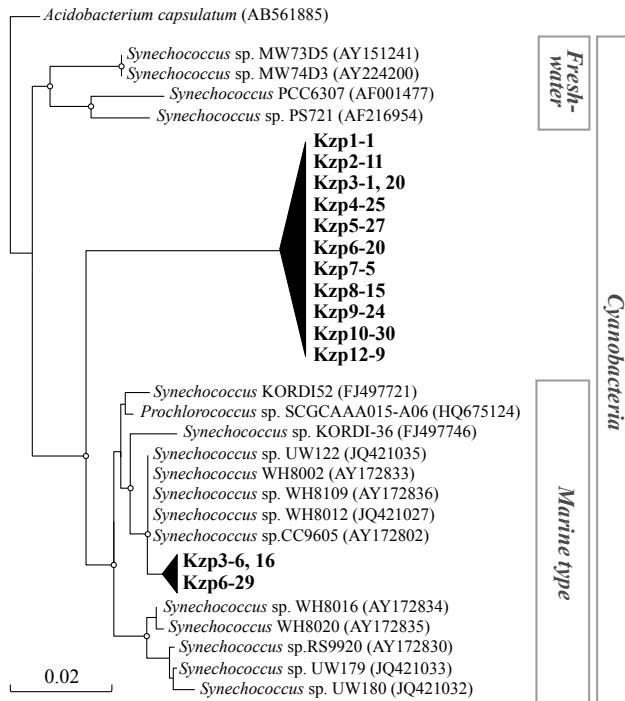 Acidobacterium capsulatum (AB561885)
Synechococcus sp. MW73D5 (AY151241)
Synechococcus sp. MW74D3 (AY224200)
Synechococcus PCC6307 (AF001477)
Synechococcus sp. PS721 (AF216954)
Fresh-
water
Kzp1-1
Kzp2-11
Kzp3-1, 20
Kzp4-25
Kzp5-27
Kzp6-20
Kzp7-5
Kzp8-15
Kzp9-24
Kzp10-30
Kzp12-9
Cyanobacteria
Synechococcus KORDI52 (FJ497721)
Prochlorococcus sp. SCGCAAA015-A06 (HQ675124)
Synechococcus sp. KORDI-36 (FJ497746)
Synechococcus sp. UW122 (JQ421035)
Synechococcus WH8002 (AY172833)
Synechococcus sp. WH8109 (AY172836)
Synechococcus sp. WH8012 (JQ421027)
Synechococcus sp.CC9605 (AY172802)
Kzp3-6, 16
Kzp6-29
Marine type
Synechococcus sp. WH8016 (AY172834)
Synechococcus WH8020 (AY172835)
Synechococcus sp.RS9920 (AY172830)
Synechococcus sp. UW179 (JQ421033)
Synechococcus sp. UW180 (JQ421032)
0.02